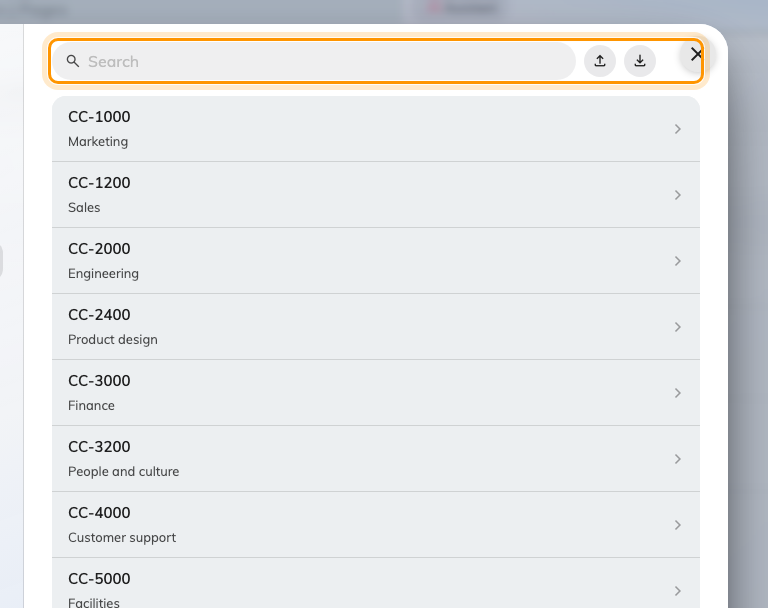 Search
CC-1000
Marketing
CC-1200
Sales
CC-2000
Engineering
CC-2400
Product design
CC-3000
Finance
CC-3200
People and culture
CC-4000
Customer support
CC-5000
Facilities